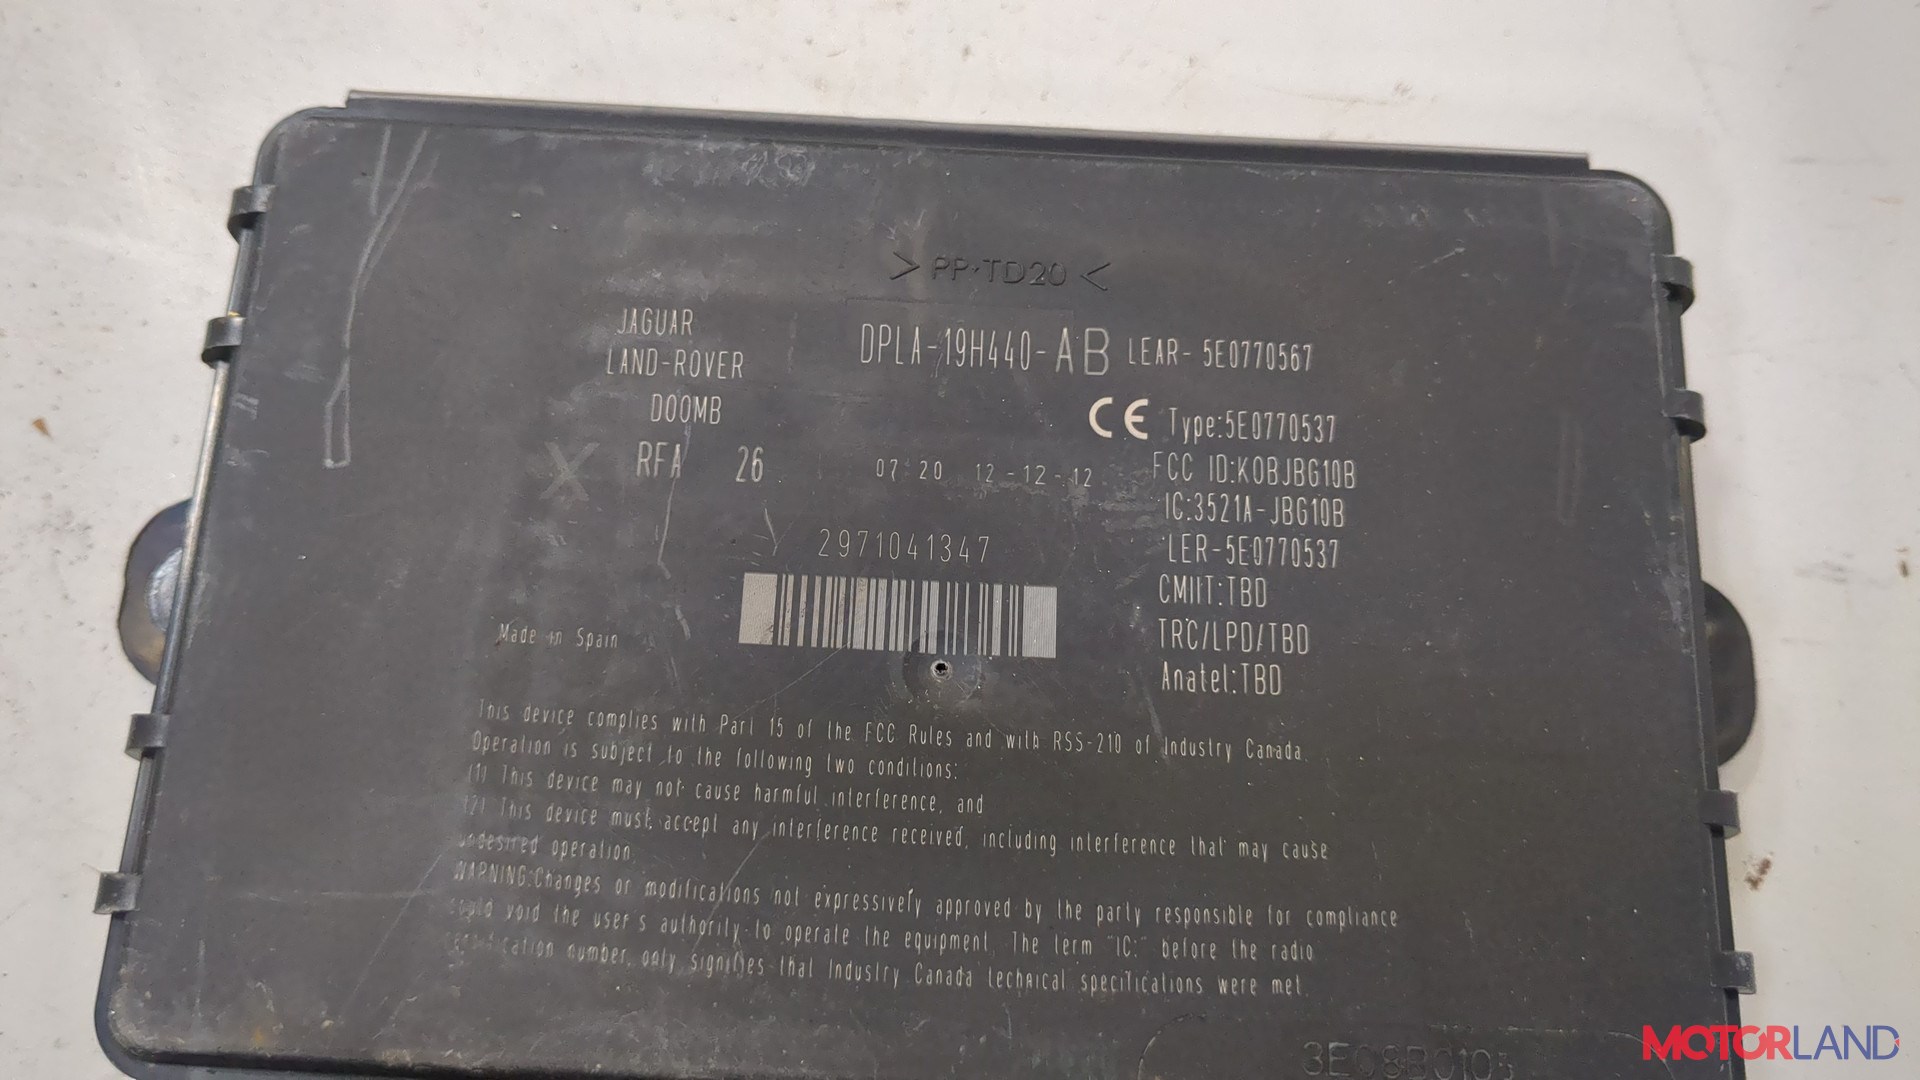 > PP-TD20 <
JAGUAR
LAND-ROVER
DOOMB
RFA 26
DPLA-19H440-AB LEAR- 5E0770567
CE Type:5E0770537
07:20 12-12-12
FCC ID:KOBJBG10B
IC:3521A-JBG10B
LER-5E0770537
CMIIT:TBD
TRC/LPD/TBD
Anatel:TBD
2971041347
Made in Spain
This device complies with Part 15 of the FCC Rules and with RSS-210 of Industry Canada.
Operation is subject to the following two conditions:
(1) This device may not cause harmful interference, and
(2) This device must accept any interference received, including interference that may cause
undesired operation.
WARNING:Changes or modifications not expressively approved by the party responsible for compliance
could void the user's authority to operate the equipment. The term "IC:" before the radio
certification number, only signifies that Industry Canada technical specifications were met.
MOTORLAND